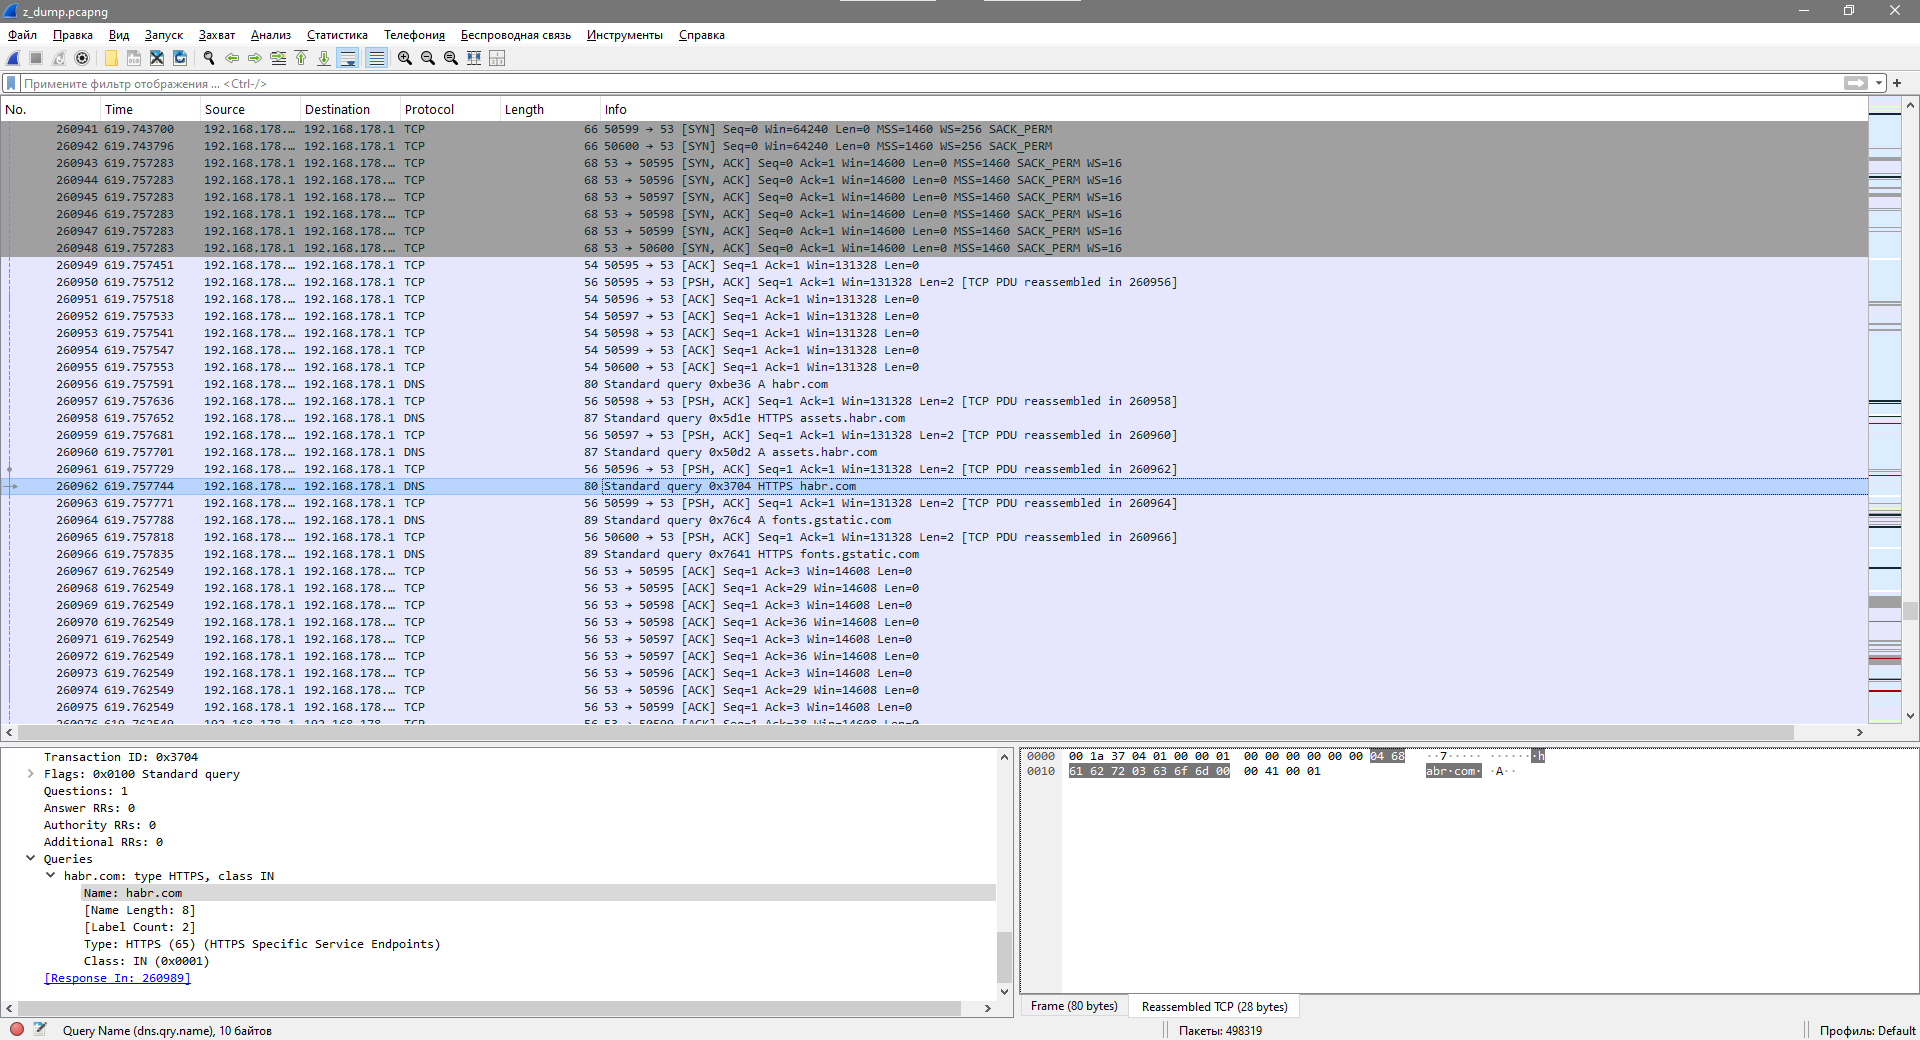 z_dump.pcapng
Файл Правка Вид Запуск Захват Анализ Статистика Телефония Беспроводная связь Инструменты Справка
Примените фильтр отображения ... <Ctrl-/>
No. Time Source Destination Protocol Length Info
260941 619.743700 192.168.178.… 192.168.178.1 TCP 66 50599 → 53 [SYN] Seq=0 Win=64240 Len=0 MSS=1460 WS=256 SACK_PERM
260942 619.743796 192.168.178.… 192.168.178.1 TCP 66 50600 → 53 [SYN] Seq=0 Win=64240 Len=0 MSS=1460 WS=256 SACK_PERM
260943 619.757283 192.168.178.1 192.168.178.… TCP 68 53 → 50595 [SYN, ACK] Seq=0 Ack=1 Win=14600 Len=0 MSS=1460 SACK_PERM WS=16
260944 619.757283 192.168.178.1 192.168.178.… TCP 68 53 → 50596 [SYN, ACK] Seq=0 Ack=1 Win=14600 Len=0 MSS=1460 SACK_PERM WS=16
260945 619.757283 192.168.178.1 192.168.178.… TCP 68 53 → 50597 [SYN, ACK] Seq=0 Ack=1 Win=14600 Len=0 MSS=1460 SACK_PERM WS=16
260946 619.757283 192.168.178.1 192.168.178.… TCP 68 53 → 50598 [SYN, ACK] Seq=0 Ack=1 Win=14600 Len=0 MSS=1460 SACK_PERM WS=16
260947 619.757283 192.168.178.1 192.168.178.… TCP 68 53 → 50599 [SYN, ACK] Seq=0 Ack=1 Win=14600 Len=0 MSS=1460 SACK_PERM WS=16
260948 619.757283 192.168.178.1 192.168.178.… TCP 68 53 → 50600 [SYN, ACK] Seq=0 Ack=1 Win=14600 Len=0 MSS=1460 SACK_PERM WS=16
260949 619.757451 192.168.178.… 192.168.178.1 TCP 54 50595 → 53 [ACK] Seq=1 Ack=1 Win=131328 Len=0
260950 619.757512 192.168.178.… 192.168.178.1 TCP 56 50595 → 53 [PSH, ACK] Seq=1 Ack=1 Win=131328 Len=2 [TCP PDU reassembled in 260956]
260951 619.757518 192.168.178.… 192.168.178.1 TCP 54 50596 → 53 [ACK] Seq=1 Ack=1 Win=131328 Len=0
260952 619.757533 192.168.178.… 192.168.178.1 TCP 54 50597 → 53 [ACK] Seq=1 Ack=1 Win=131328 Len=0
260953 619.757541 192.168.178.… 192.168.178.1 TCP 54 50598 → 53 [ACK] Seq=1 Ack=1 Win=131328 Len=0
260954 619.757547 192.168.178.… 192.168.178.1 TCP 54 50599 → 53 [ACK] Seq=1 Ack=1 Win=131328 Len=0
260955 619.757553 192.168.178.… 192.168.178.1 TCP 54 50600 → 53 [ACK] Seq=1 Ack=1 Win=131328 Len=0
260956 619.757591 192.168.178.… 192.168.178.1 DNS 80 Standard query 0xbe36 A habr.com
260957 619.757636 192.168.178.… 192.168.178.1 TCP 56 50598 → 53 [PSH, ACK] Seq=1 Ack=1 Win=131328 Len=2 [TCP PDU reassembled in 260958]
260958 619.757652 192.168.178.… 192.168.178.1 DNS 87 Standard query 0x5d1e HTTPS assets.habr.com
260959 619.757681 192.168.178.… 192.168.178.1 TCP 56 50597 → 53 [PSH, ACK] Seq=1 Ack=1 Win=131328 Len=2 [TCP PDU reassembled in 260960]
260960 619.757701 192.168.178.… 192.168.178.1 DNS 87 Standard query 0x50d2 A assets.habr.com
260961 619.757729 192.168.178.… 192.168.178.1 TCP 56 50596 → 53 [PSH, ACK] Seq=1 Ack=1 Win=131328 Len=2 [TCP PDU reassembled in 260962]
260962 619.757744 192.168.178.… 192.168.178.1 DNS 80 Standard query 0x3704 HTTPS habr.com
260963 619.757771 192.168.178.… 192.168.178.1 TCP 56 50599 → 53 [PSH, ACK] Seq=1 Ack=1 Win=131328 Len=2 [TCP PDU reassembled in 260964]
260964 619.757788 192.168.178.… 192.168.178.1 DNS 89 Standard query 0x76c4 A fonts.gstatic.com
260965 619.757818 192.168.178.… 192.168.178.1 TCP 56 50600 → 53 [PSH, ACK] Seq=1 Ack=1 Win=131328 Len=2 [TCP PDU reassembled in 260966]
260966 619.757835 192.168.178.… 192.168.178.1 DNS 89 Standard query 0x7641 HTTPS fonts.gstatic.com
260967 619.762549 192.168.178.1 192.168.178.… TCP 56 53 → 50595 [ACK] Seq=1 Ack=3 Win=14608 Len=0
260968 619.762549 192.168.178.1 192.168.178.… TCP 56 53 → 50595 [ACK] Seq=1 Ack=29 Win=14608 Len=0
260969 619.762549 192.168.178.1 192.168.178.… TCP 56 53 → 50598 [ACK] Seq=1 Ack=3 Win=14608 Len=0
260970 619.762549 192.168.178.1 192.168.178.… TCP 56 53 → 50598 [ACK] Seq=1 Ack=36 Win=14608 Len=0
260971 619.762549 192.168.178.1 192.168.178.… TCP 56 53 → 50597 [ACK] Seq=1 Ack=3 Win=14608 Len=0
260972 619.762549 192.168.178.1 192.168.178.… TCP 56 53 → 50597 [ACK] Seq=1 Ack=36 Win=14608 Len=0
260973 619.762549 192.168.178.1 192.168.178.… TCP 56 53 → 50596 [ACK] Seq=1 Ack=3 Win=14608 Len=0
260974 619.762549 192.168.178.1 192.168.178.… TCP 56 53 → 50596 [ACK] Seq=1 Ack=29 Win=14608 Len=0
260975 619.762549 192.168.178.1 192.168.178.… TCP 56 53 → 50599 [ACK] Seq=1 Ack=3 Win=14608 Len=0
260976 619.762549 192.168.178.1 192.168.178.… TCP 56 53 → 50599 [ACK] Seq=1 Ack=38 Win=14608 Len=0
Transaction ID: 0x3704
Flags: 0x0100 Standard query
Questions: 1
Answer RRs: 0
Authority RRs: 0
Additional RRs: 0
Queries
habr.com: type HTTPS, class IN
Name: habr.com
[Name Length: 8]
[Label Count: 2]
Type: HTTPS (65) (HTTPS Specific Service Endpoints)
Class: IN (0x0001)
[Response In: 260989]
0000 00 1a 37 04 01 00 00 01 00 00 00 00 00 00 04 68 ··7····· ·······h
0010 61 62 72 03 63 6f 6d 00 00 41 00 01 abr·com· ·A··
Frame (80 bytes) Reassembled TCP (28 bytes)
Query Name (dns.qry.name), 10 байтов Пакеты: 498319 Профиль: Default